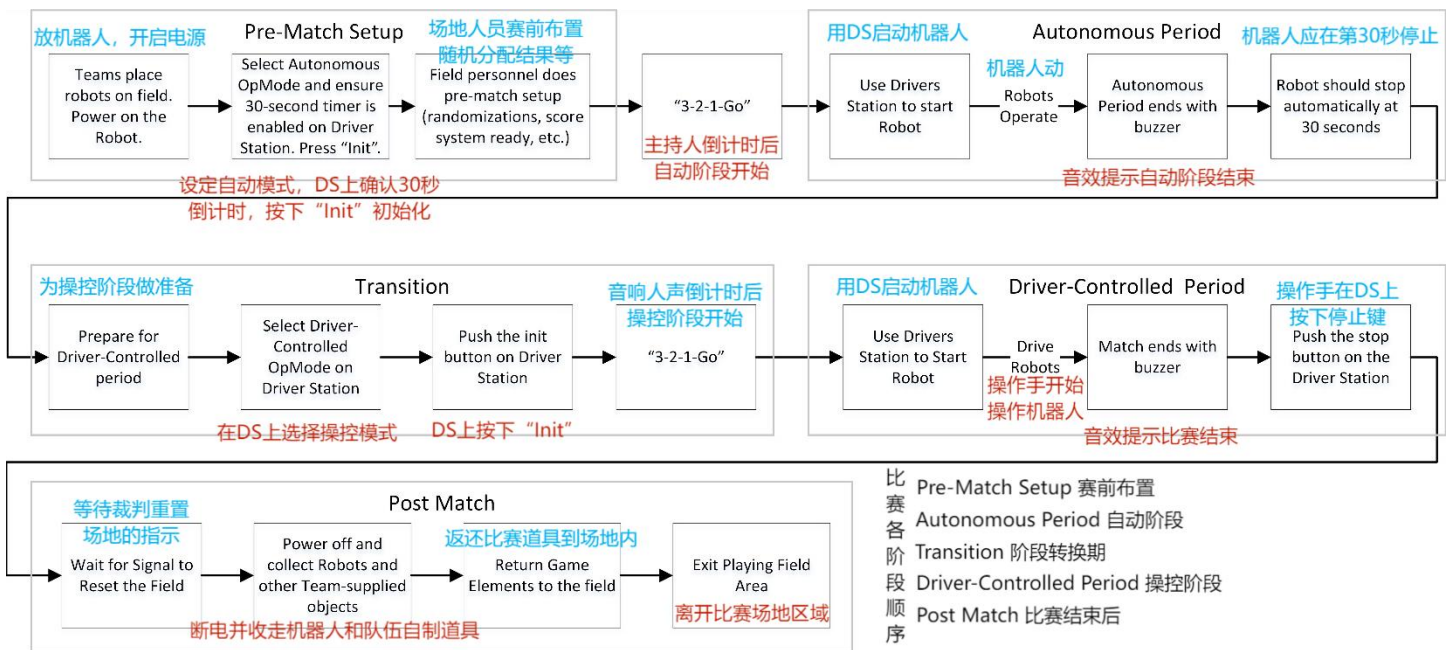 放机器人，开启电源
Pre-Match Setup
场地人员赛前布置
随机分配结果等
Teams place
robots on field.
Power on the
Robot.
Select Autonomous
OpMode and ensure
30-second timer is
enabled on Driver
Station. Press “Init”.
Field personnel does
pre-match setup
(randomizations, score
system ready, etc.)
设定自动模式，DS上确认30秒
倒计时，按下“Init”初始化
“3-2-1-Go”
主持人倒计时后
自动阶段开始
用DS启动机器人
Autonomous Period
机器人应在第30秒停止
Use Drivers
Station to start
Robot
机器人动
Robots
Operate
Autonomous
Period ends with
buzzer
Robot should stop
automatically at
30 seconds
音效提示自动阶段结束
为操控阶段做准备
Transition
音响人声倒计时后
操控阶段开始
Prepare for
Driver-Controlled
period
Select Driver-
Controlled
OpMode on
Driver Station
Push the init
button on Driver
Station
“3-2-1-Go”
在DS上选择操控模式
DS上按下“Init”
用DS启动机器人
Driver-Controlled Period
操作手在DS上
按下停止键
Use Drivers
Station to Start
Robot
Drive
Robots
操作手开始
操作机器人
Match ends with
buzzer
Push the stop
button on the
Driver Station
音效提示比赛结束
Post Match
等待裁判重置
场地的指示
Wait for Signal to
Reset the Field
Power off and
collect Robots and
other Team-supplied
objects
断电并收走机器人和队伍自制道具
返还比赛道具到场地内
Return Game
Elements to the field
Exit Playing Field
Area
离开比赛场地区域
比赛各阶段顺序
Pre-Match Setup 赛前布置
Autonomous Period 自动阶段
Transition 阶段转换期
Driver-Controlled Period 操控阶段
Post Match 比赛结束后